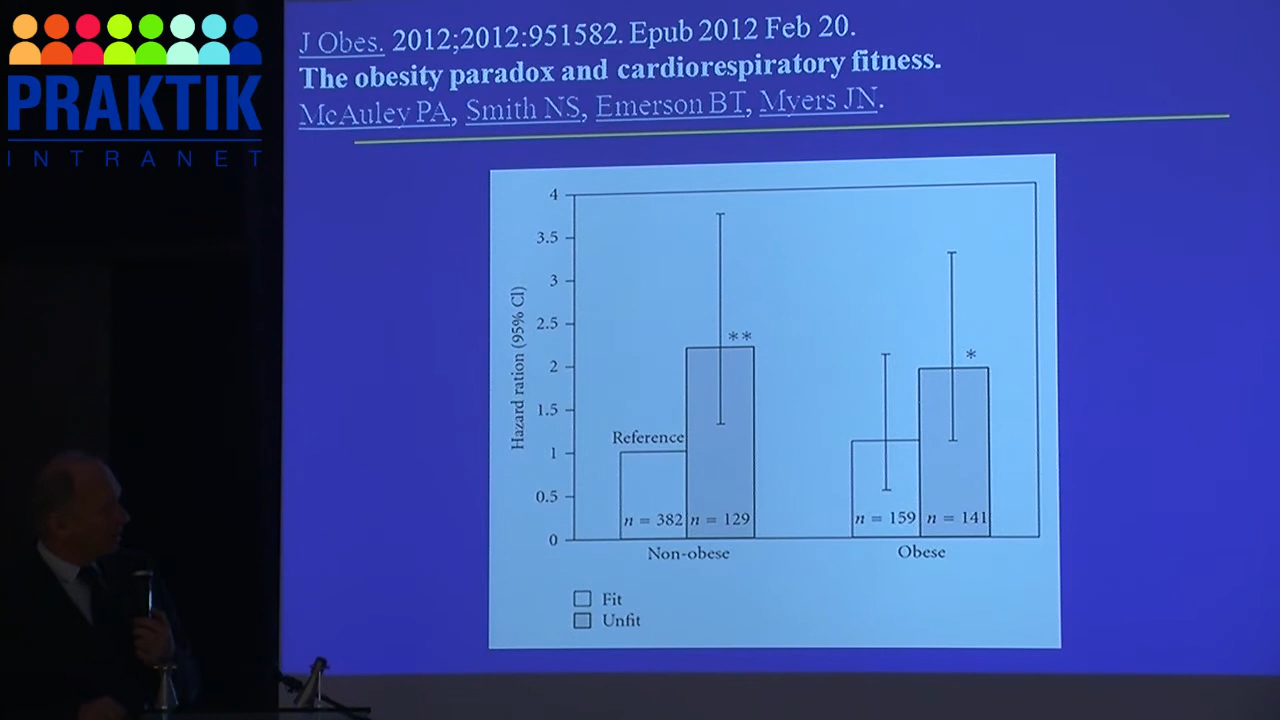 PRAKTIK
INTRANET
J Obes. 2012;2012:951582. Epub 2012 Feb 20.
The obesity paradox and cardiorespiratory fitness.
McAuley PA, Smith NS, Emerson BT, Myers JN.
Hazard ration (95% CI)
4
3.5
3
2.5
2
1.5
1
0.5
0
Reference
**
*
n = 382 n = 129 n = 159 n = 141
Non-obese Obese
Fit
Unfit